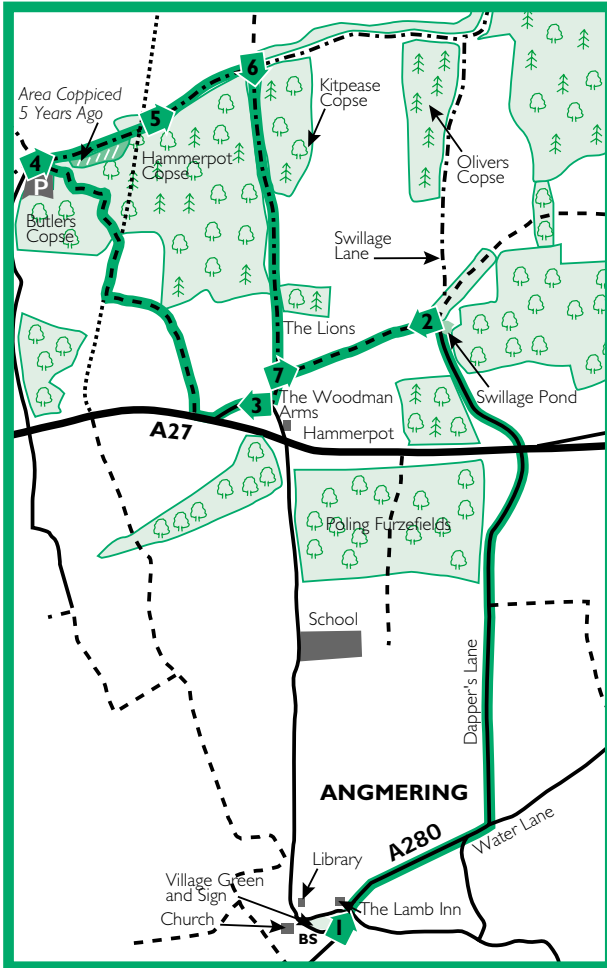 6
Kitpease
Copse
Area Coppiced
5 Years Ago
5
Olivers
Copse
Hammerpot
Copse
4
P
Butlers
Copse
Swillage
Lane
2
The Lions
7
Swillage Pond
3
The Woodman
Arms
A27
Hammerpot
Poling Furzefields
School
Dapper's Lane
ANGMERING
A280
Water Lane
Library
Village Green
and Sign
The Lamb Inn
Church
BS
1